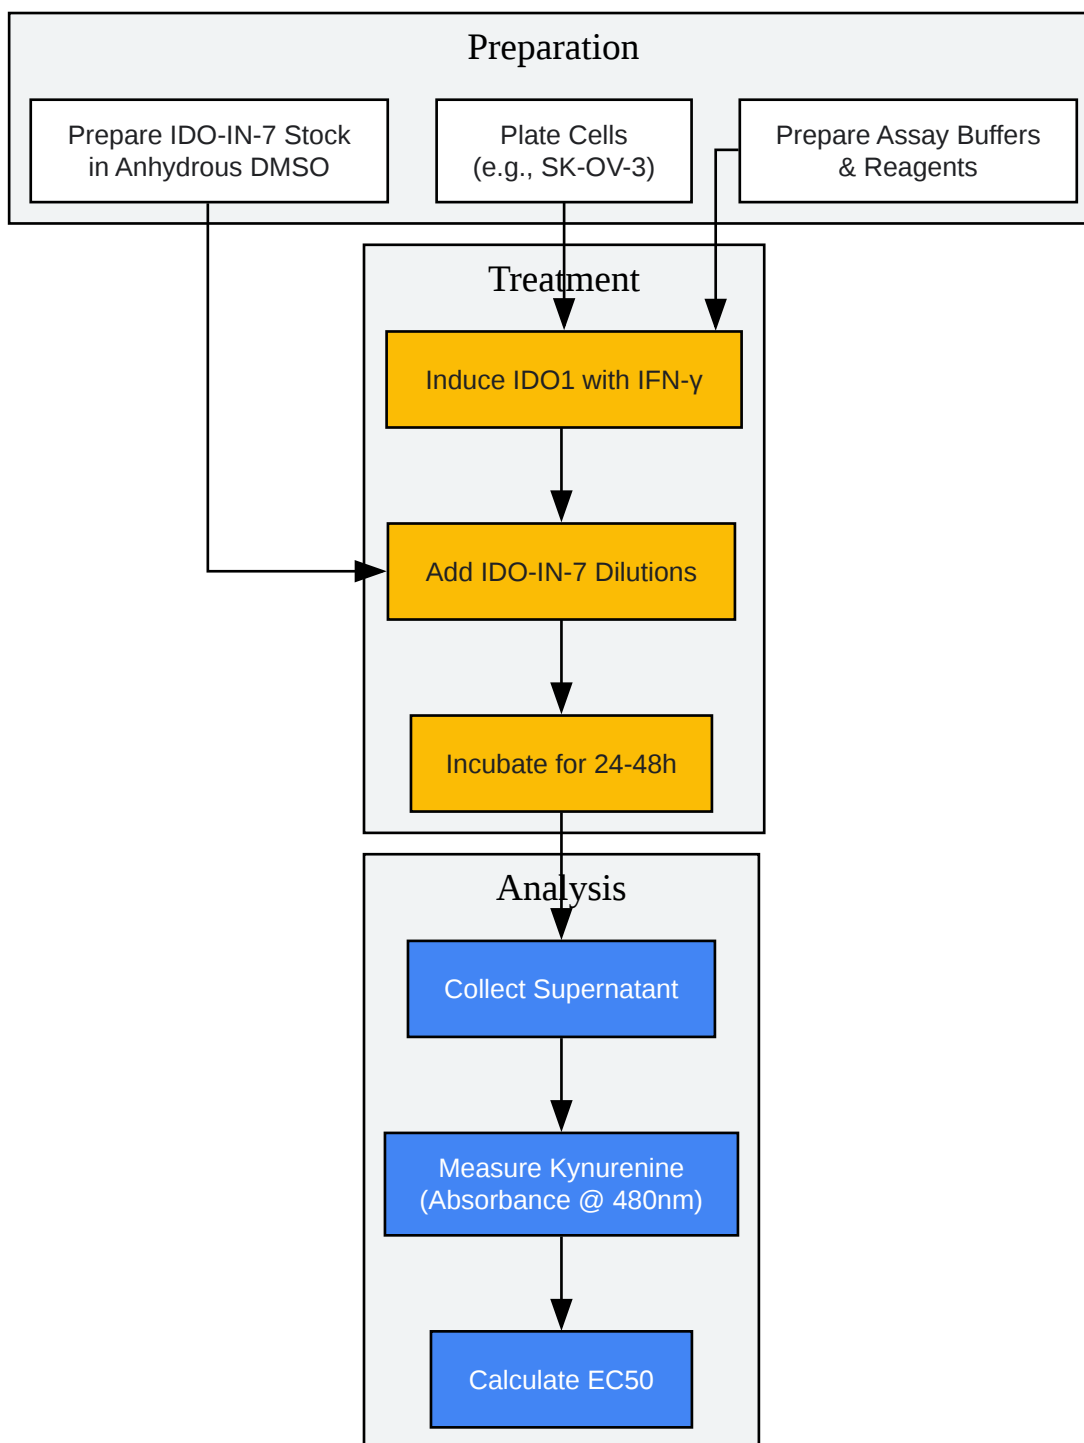 Preparation
Prepare IDO-IN-7 Stock
in Anhydrous DMSO
Plate Cells
(e.g., SK-OV-3)
Prepare Assay Buffers
& Reagents
Treatment
Induce IDO1 with IFN-γ
Add IDO-IN-7 Dilutions
Incubate for 24-48h
Analysis
Collect Supernatant
Measure Kynurenine
(Absorbance @ 480nm)
Calculate EC50